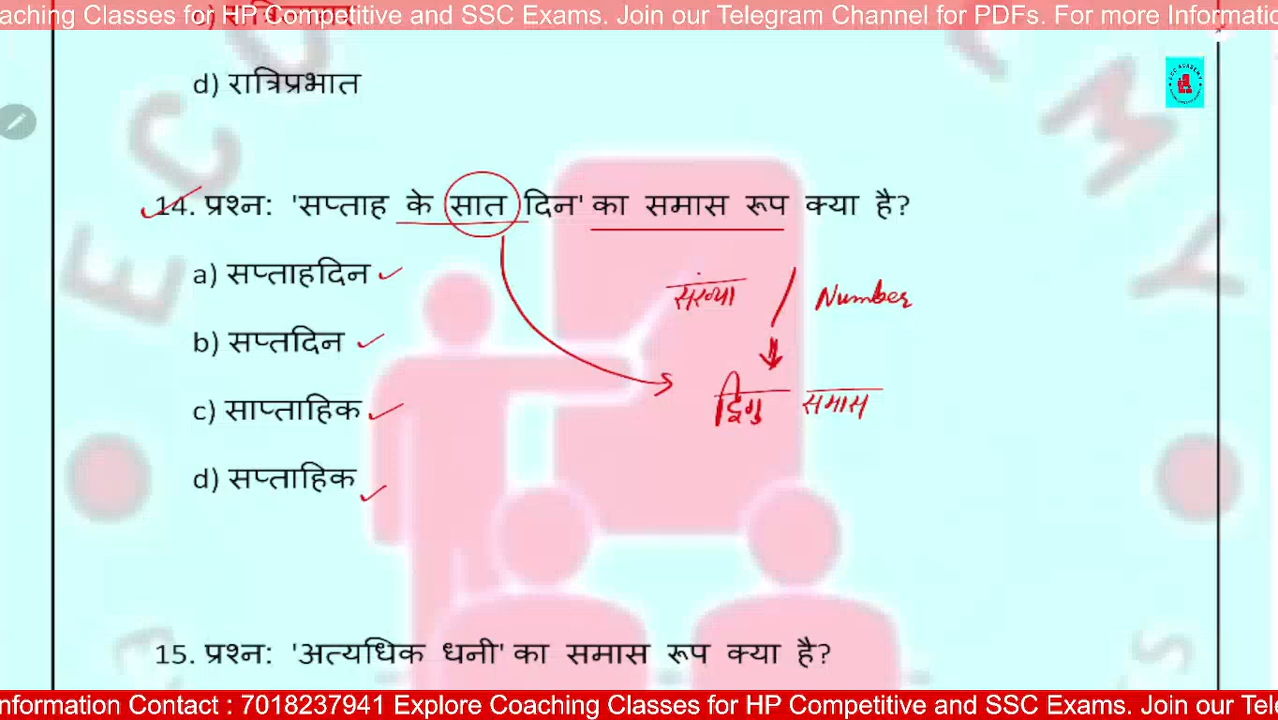 aching Classes for HP Competitive and SSC Exams. Join our Telegram Channel for PDFs. For more Informatio
d) रात्रिप्रभात
14. प्रश्न: 'सप्ताह के सात दिन' का समास रूप क्या है?
a) सप्ताहदिन
संख्या / Number
b) सप्तदिन
द्विगु समास
c) साप्ताहिक
d) सप्ताहिक
15. प्रश्न: 'अत्यधिक धनी' का समास रूप क्या है?
nformation Contact : 7018237941 Explore Coaching Classes for HP Competitive and SSC Exams. Join our Tele